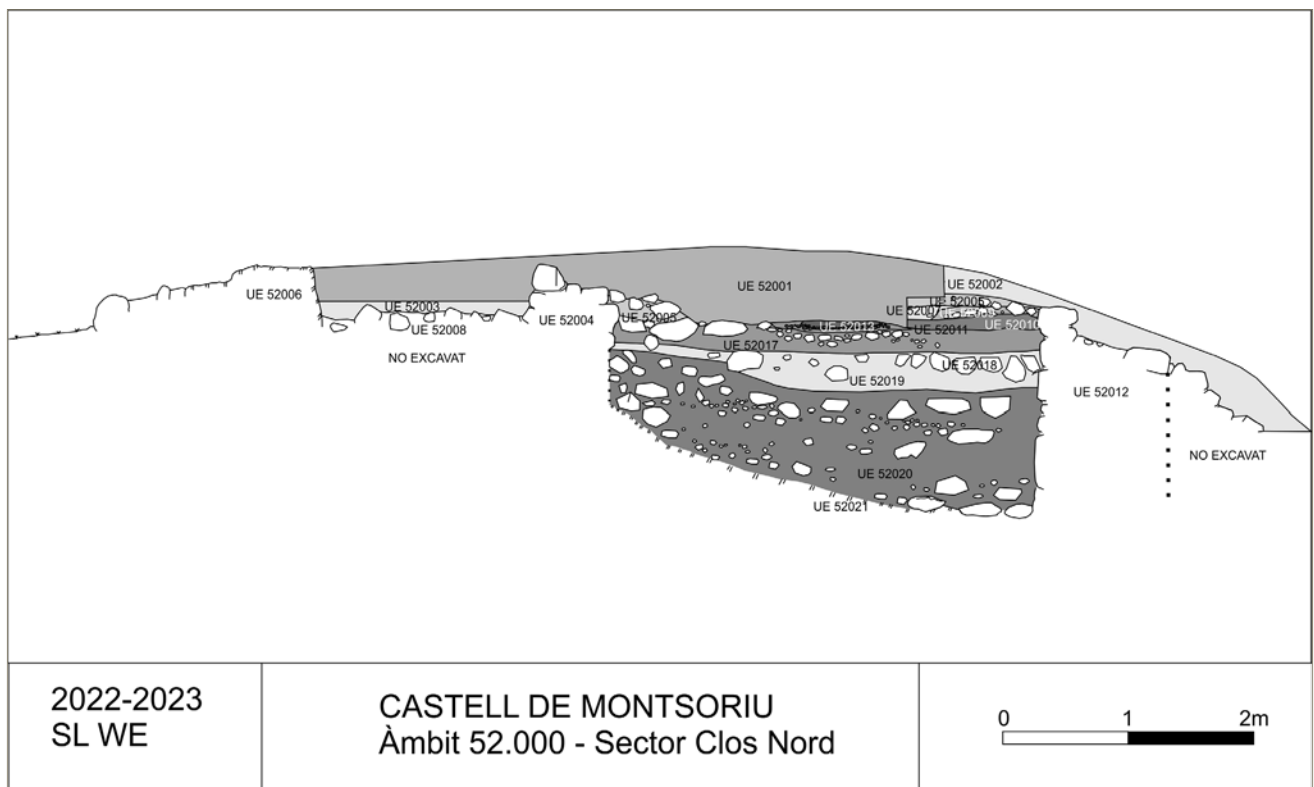 UE 52006
UE 52001
UE 52002
UE 52003
UE 52005
UE 52007
UE 52008
UE 52004
UE 52005
UE 52013
UE 52011
UE 52010
NO EXCAVAT
UE 52017
UE 52018
UE 52019
UE 52012
NO EXCAVAT
UE 52020
UE 52021
2022-2023
SL WE
CASTELL DE MONTSORIU
Àmbit 52.000 - Sector Clos Nord
0 1 2m